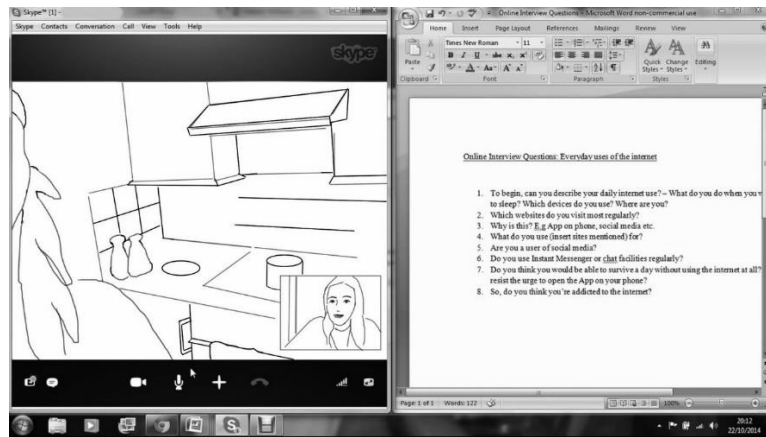 Skype™ [1] -
Skype Contacts Conversation Call View Tools Help
skype
Online Interview Questions - Microsoft Word non-commercial use
Home Insert Page Layout References Mailings Review View
Times New Roman 11
Paste
Quick Styles
Change Styles
Editing
Clipboard Font Paragraph Styles
Online Interview Questions: Everyday uses of the internet
1. To begin, can you describe your daily internet use? – What do you do when you
to sleep? Which devices do you use? Where are you?
2. Which websites do you visit most regularly?
3. Why is this? E.g App on phone, social media etc.
4. What do you use (insert sites mentioned) for?
5. Are you a user of social media?
6. Do you use Instant Messenger or chat facilities regularly?
7. Do you think you would be able to survive a day without using the internet at all?
resist the urge to open the App on your phone?
8. So, do you think you're addicted to the internet?
Page 1 of 1 Words: 122 100%
20:12
22/10/2014